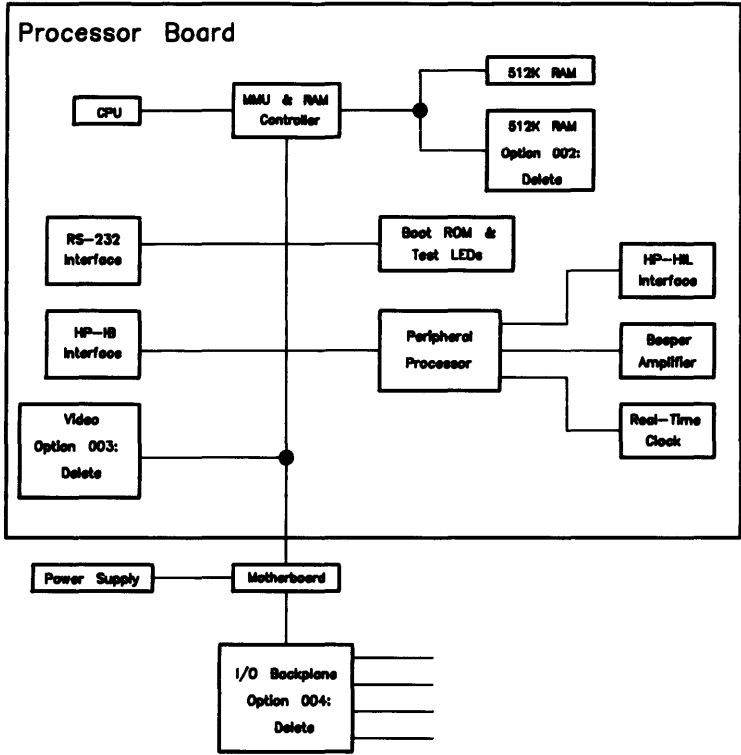 Processor Board
CPU
MMU & RAM
Controller
512K RAM
512K RAM
Option 002:
Delete
RS-232
Interface
Boot ROM &
Test LEDs
HP-HIL
Interface
HP-IB
Interface
Peripheral
Processor
Beeper
Amplifier
Video
Option 003:
Delete
Real-Time
Clock
Power Supply
Motherboard
I/O Backplane
Option 004:
Delete